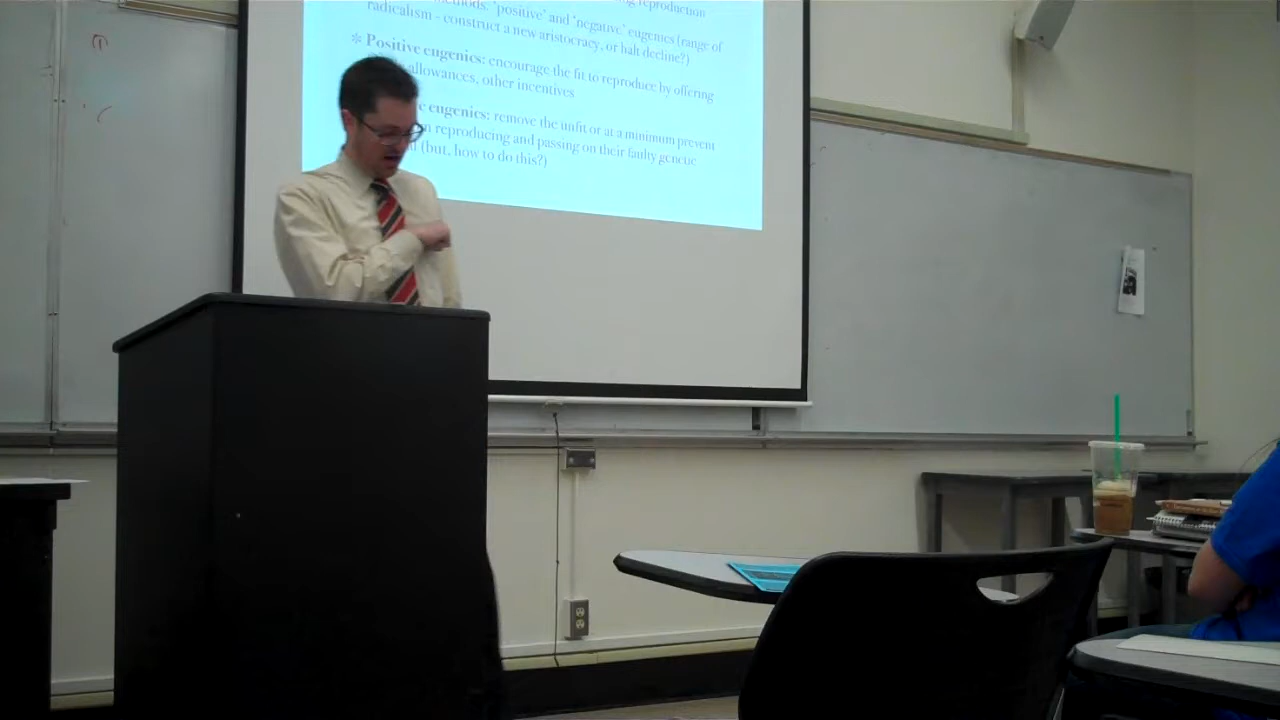 reproduction
'positive' and 'negative' eugenics (range of
radicalism - construct a new aristocracy, or halt decline?)
* Positive eugenics: encourage the fit to reproduce by offering
allowances, other incentives
eugenics: remove the unfit or at a minimum prevent
reproducing and passing on their faulty genetic
(but, how to do this?)